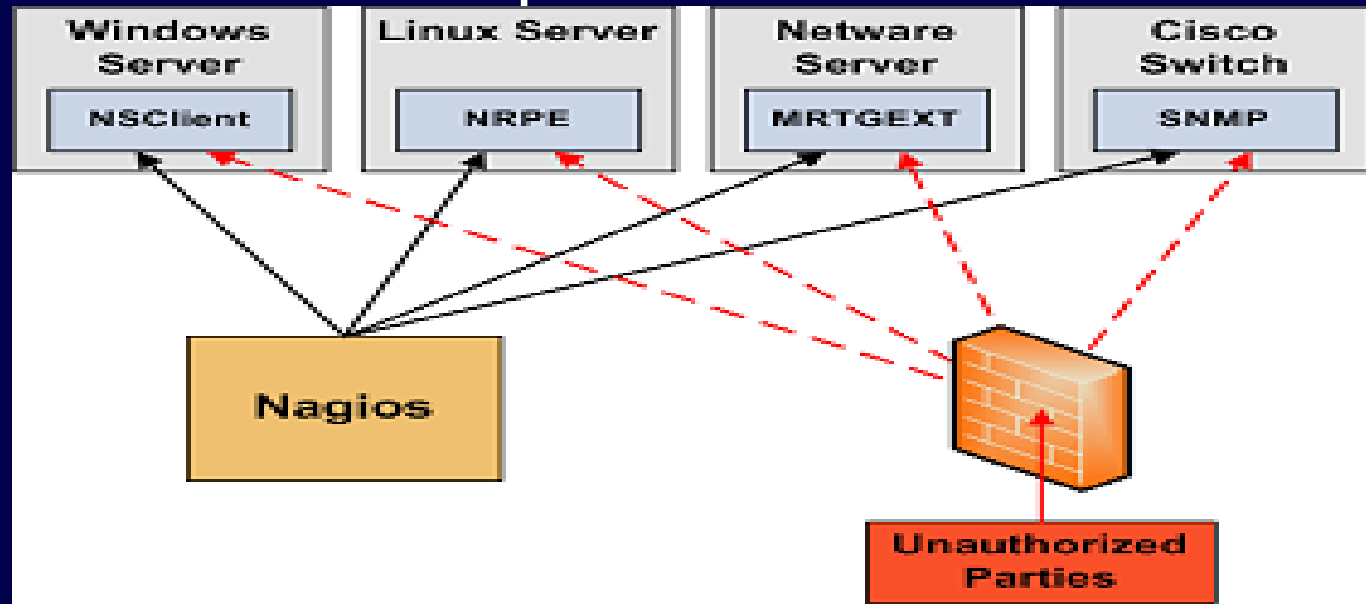 Windows
Server
NSClient
Linux Server
NRPE
Netware
Server
MRTGEXT
Cisco
Switch
SNMP
Nagios
Unauthorized
Parties